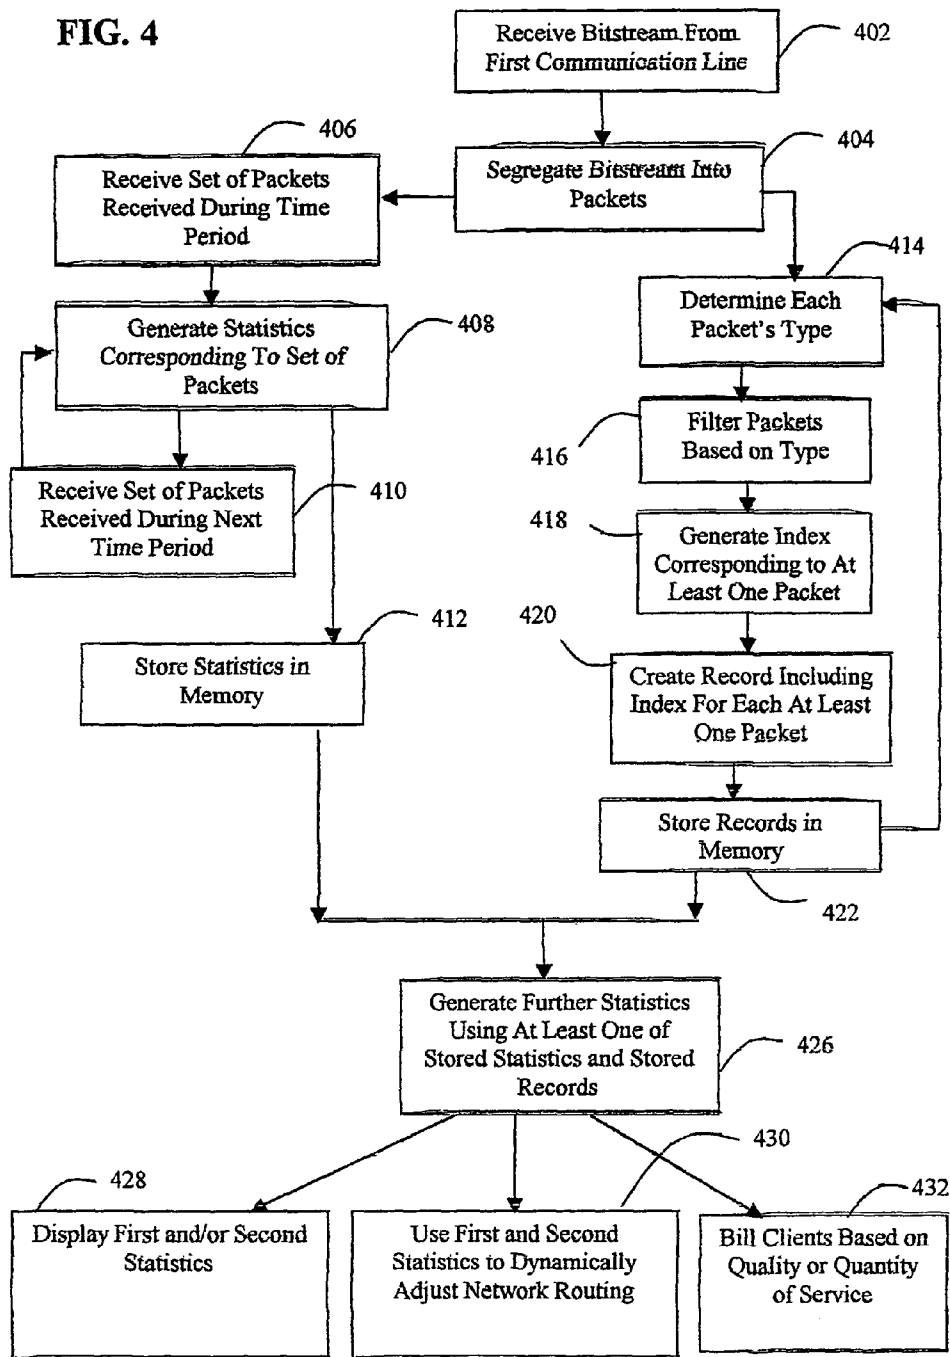 FIG. 4
Receive Bitstream From
First Communication Line
402
406
404
Receive Set of Packets
Received During Time
Period
Segregate Bitstream Into
Packets
414
Generate Statistics
Corresponding To Set of
Packets
408
Determine Each
Packet's Type
416
Filter Packets
Based on Type
Receive Set of Packets
Received During Next
Time Period
410
418
Generate Index
Corresponding to At
Least One Packet
412
420
Store Statistics in
Memory
Create Record Including
Index For Each At Least
One Packet
Store Records in
Memory
422
Generate Further Statistics
Using At Least One of
Stored Statistics and Stored
Records
426
428
430
432
Display First and/or Second
Statistics
Use First and Second
Statistics to Dynamically
Adjust Network Routing
Bill Clients Based on
Quality or Quantity
of Service